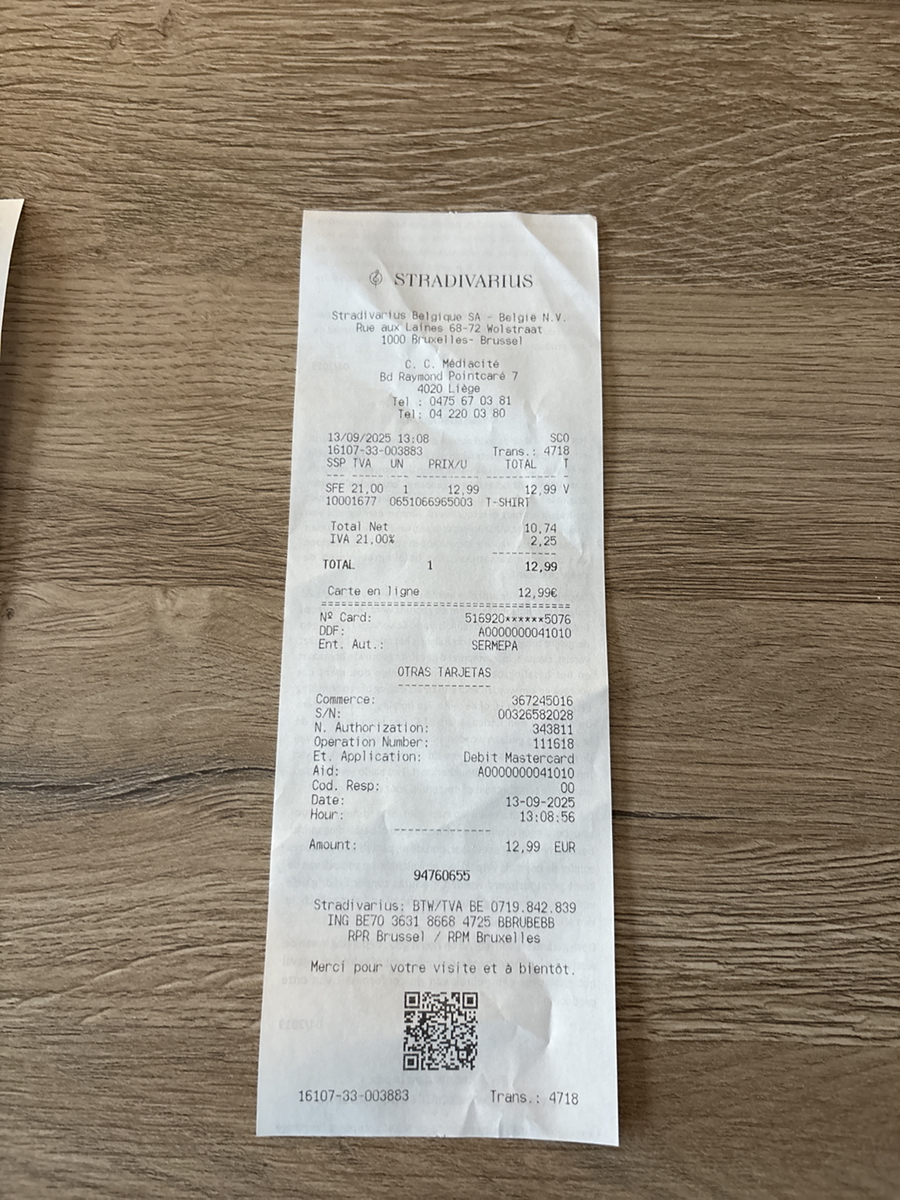 STRADIVARIUS
Stradivarius Belgique SA - Belgie N.V.
Rue aux Laines 68-72 Wolstraat
1000 Bruxelles- Brussel
C. C. Médiacité
Bd Raymond Pointcaré 7
4020 Liège
Tel : 0475 67 03 81
Tel: 04 220 03 80
13/09/2025 13:08 SCO
16107-33-003883 Trans.: 4718
SSP TVA UN PRIX/U TOTAL T
SFE 21,00 1 12,99 12,99 V
10001677 0651066965003 T-SHIRT
Total Net 10,74
IVA 21,00% 2,25
TOTAL 1 12,99
Carte en ligne 12,99€
Nº Card: 516920******5076
DDF: A0000000041010
Ent. Aut.: SERMEPA
OTRAS TARJETAS
Commerce: 367245016
S/N: 00326582028
N. Authorization: 343811
Operation Number: 111618
Et. Application: Debit Mastercard
Aid: A0000000041010
Cod. Resp: 00
Date: 13-09-2025
Hour: 13:08:56
Amount: 12,99 EUR
94760655
Stradivarius: BTW/TVA BE 0719.842.839
ING BE70 3631 8668 4725 BBRUBEBB
RPR Brussel / RPM Bruxelles
Merci pour votre visite et à bientôt.
16107-33-003883 Trans.: 4718